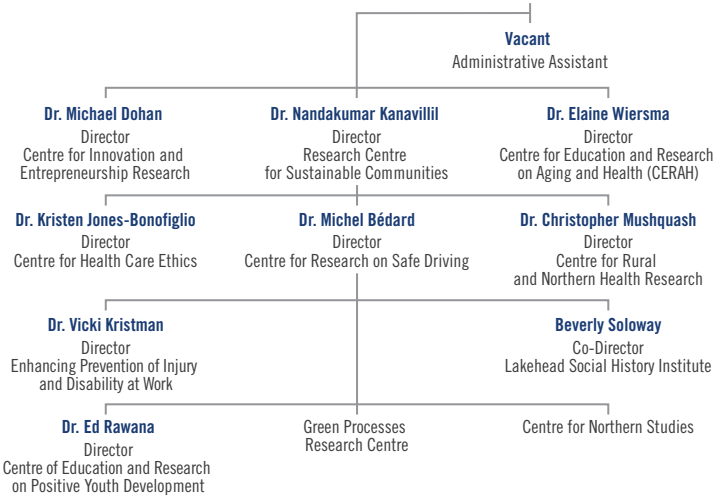 Vacant
Administrative Assistant
Dr. Michael Dohan
Director
Centre for Innovation and
Entrepreneurship Research
Dr. Nandakumar Kanavillil
Director
Research Centre
for Sustainable Communities
Dr. Elaine Wiersma
Director
Centre for Education and Research
on Aging and Health (CERAH)
Dr. Kristen Jones-Bonofiglio
Director
Centre for Health Care Ethics
Dr. Michel Bédard
Director
Centre for Research on Safe Driving
Dr. Christopher Mushquash
Director
Centre for Rural
and Northern Health Research
Dr. Vicki Kristman
Director
Enhancing Prevention of Injury
and Disability at Work
Beverly Soloway
Co-Director
Lakehead Social History Institute
Dr. Ed Rawana
Director
Centre of Education and Research
on Positive Youth Development
Green Processes
Research Centre
Centre for Northern Studies